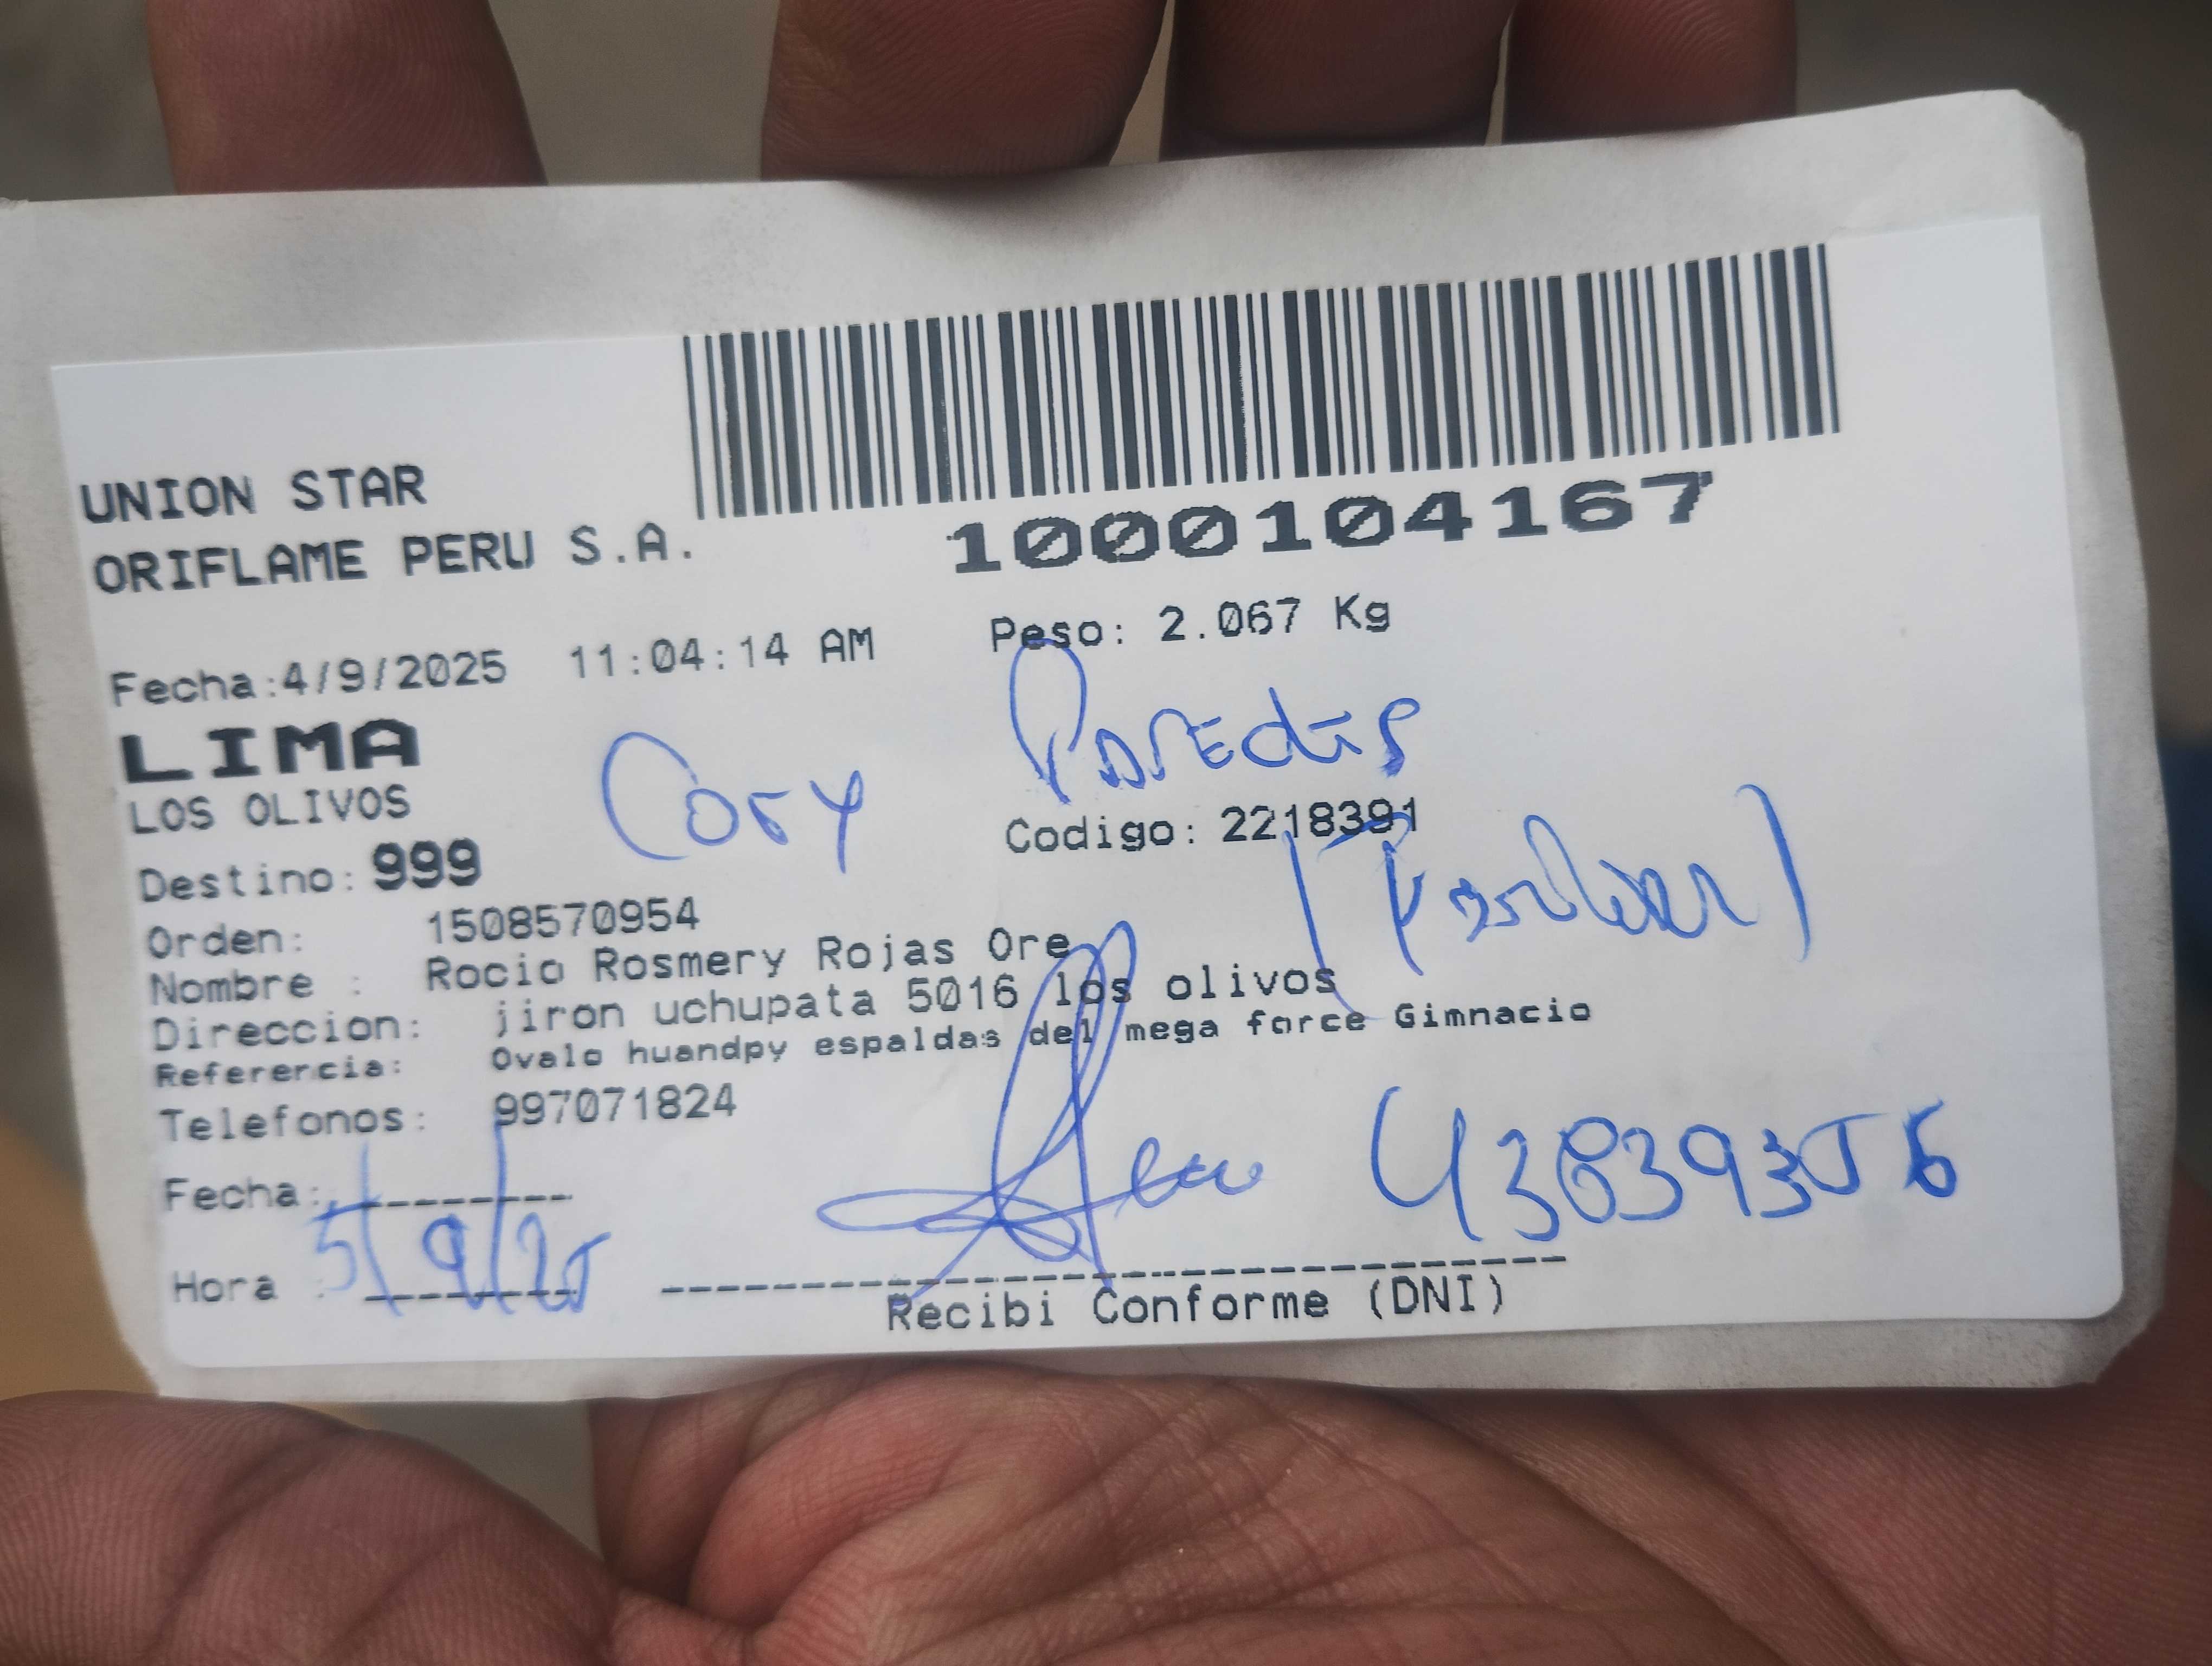 UNION STAR
ORIFLAME PERU S.A.
1000104167
Fecha:4/9/2025 11:04:14 AM Peso: 2.067 Kg
LIMA
LOS OLIVOS
Cory Paredes
Destino: 999 Codigo: 2218391
Orden: 1508570954
Nombre : Rocio Rosmery Rojas Ore
Direccion: jiron uchupata 5016 los olivos
Referercia: Ovalo huandpy espaldas del mega force Gimnacio
Telefonos: 997071824
Fecha:
5/9/25
Hora :
Recibi Conforme (DNI)